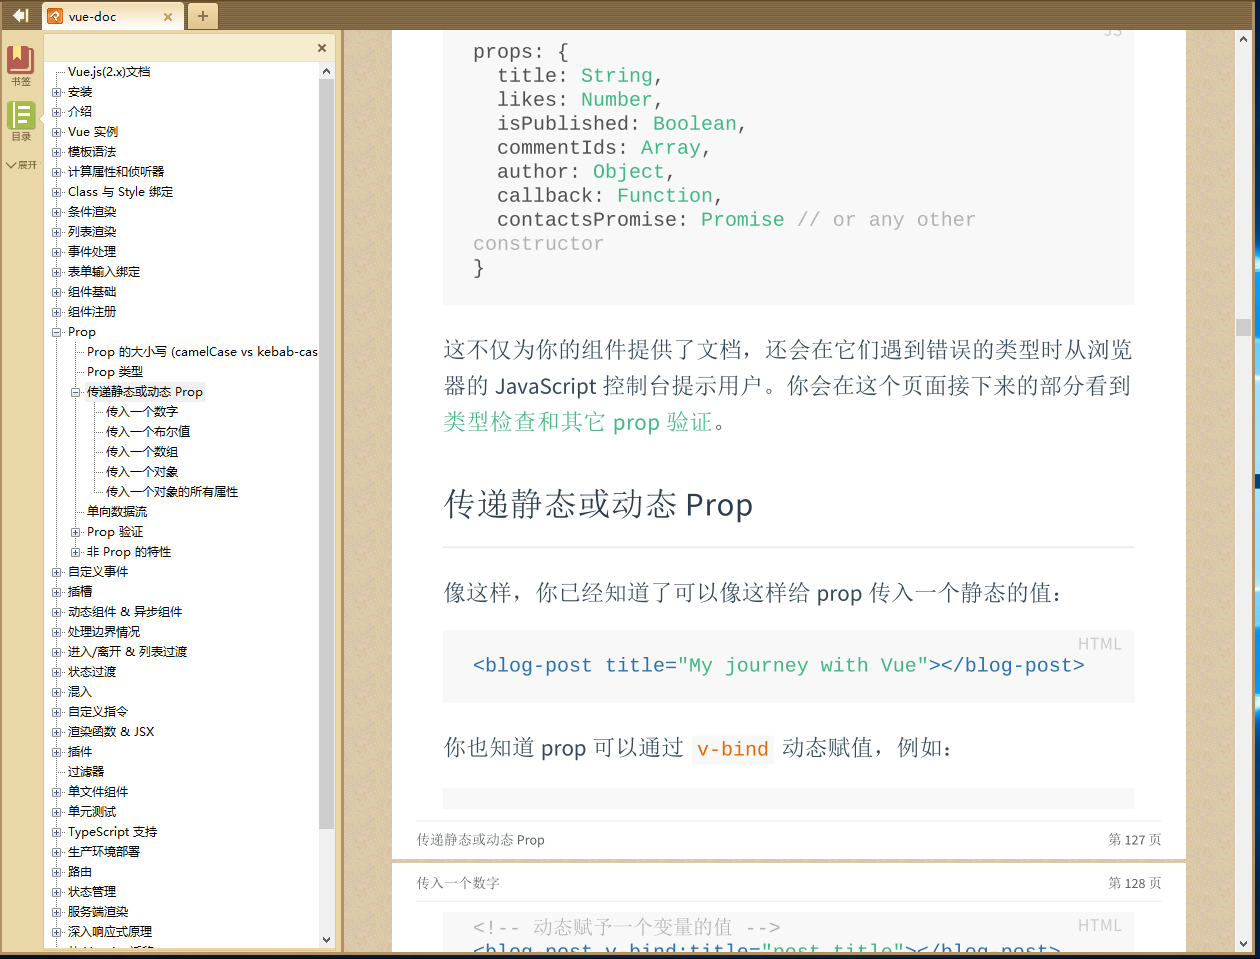 vue-doc
书签
目录
展开
Vue.js(2.x)文档
安装
介绍
Vue 实例
模板语法
计算属性和侦听器
Class 与 Style 绑定
条件渲染
列表渲染
事件处理
表单输入绑定
组件基础
组件注册
Prop
Prop 的大小写 (camelCase vs kebab-cas
Prop 类型
传递静态或动态 Prop
传入一个数字
传入一个布尔值
传入一个数组
传入一个对象
传入一个对象的所有属性
单向数据流
Prop 验证
非 Prop 的特性
自定义事件
插槽
动态组件 & 异步组件
处理边界情况
进入/离开 & 列表过渡
状态过渡
混入
自定义指令
渲染函数 & JSX
插件
过滤器
单文件组件
单元测试
TypeScript 支持
生产环境部署
路由
状态管理
服务端渲染
深入响应式原理
JS
props: {
title: String,
likes: Number,
isPublished: Boolean,
commentIds: Array,
author: Object,
callback: Function,
contactsPromise: Promise // or any other
constructor
}
这不仅为你的组件提供了文档，还会在它们遇到错误的类型时从浏览
器的 JavaScript 控制台提示用户。你会在这个页面接下来的部分看到
类型检查和其它 prop 验证。
传递静态或动态 Prop
像这样，你已经知道了可以像这样给 prop 传入一个静态的值：
HTML
<blog-post title="My journey with Vue"></blog-post>
你也知道 prop 可以通过 v-bind 动态赋值，例如：
传递静态或动态 Prop 第 127 页
传入一个数字 第 128 页
HTML
<!-- 动态赋予一个变量的值 -->
<blog-post v-bind:title="post.title"></blog-post>